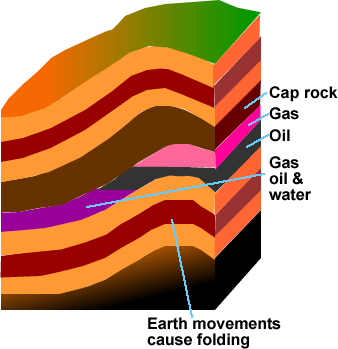 Cap rock
Gas
Oil
Gas
oil &
water
Earth movements
cause folding